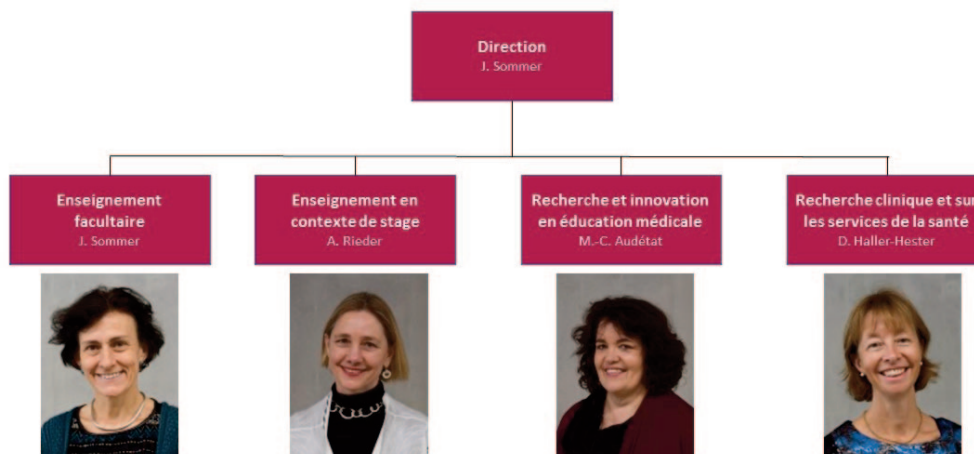 Direction
J. Sommer
Enseignement
facultaire
J. Sommer
Enseignement en
contexte de stage
A. Rieder
Recherche et innovation
en éducation médicale
M.-C. Audétat
Recherche clinique et sur
les services de la santé
D. Haller-Hester